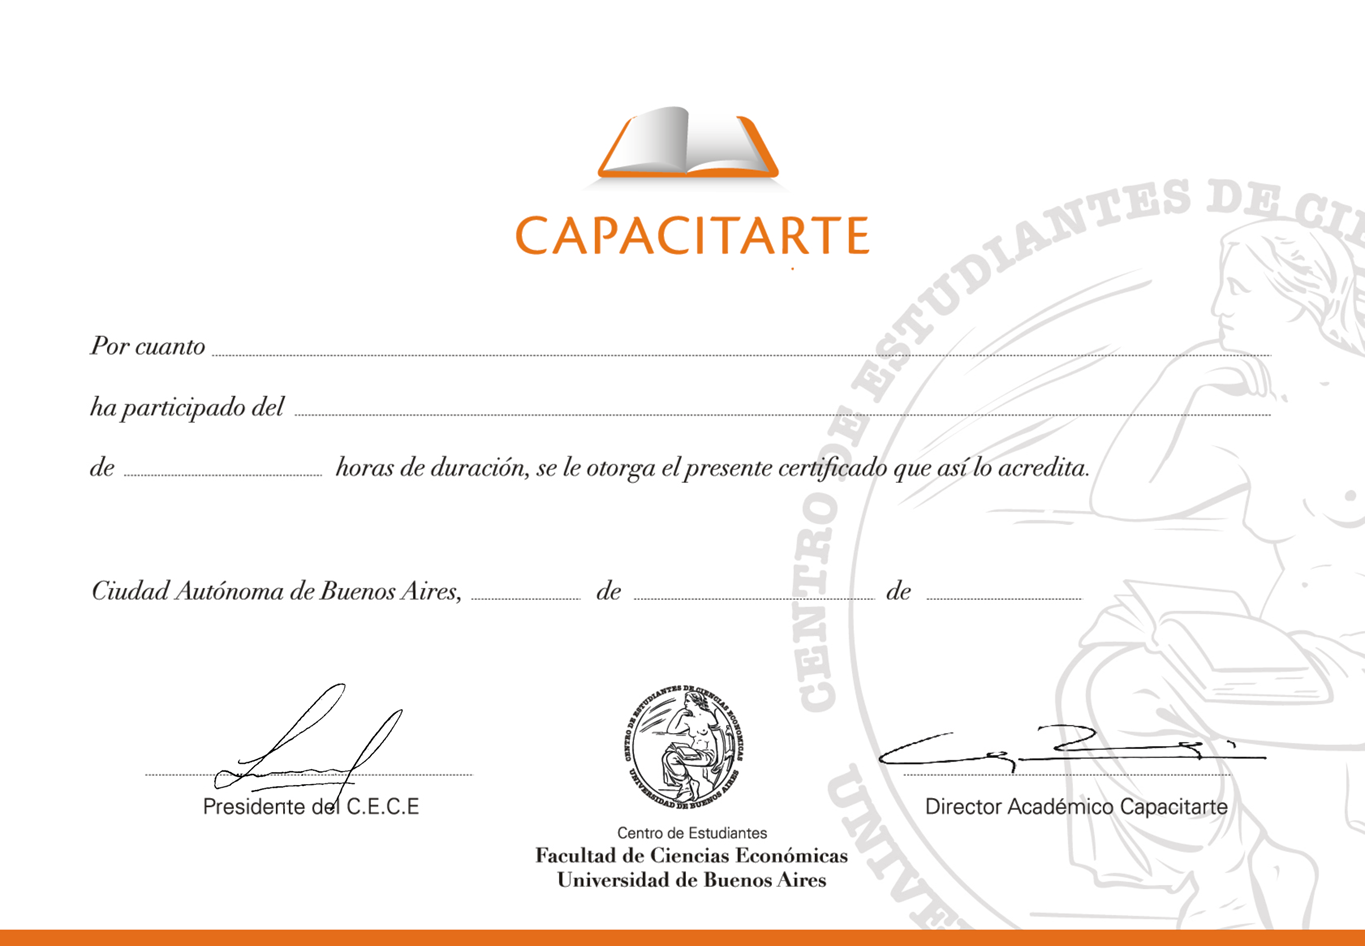 CAPACITARTE
Por cuanto
ha participado del
de horas de duración, se le otorga el presente certificado que así lo acredita.
Ciudad Autónoma de Buenos Aires, de de
Presidente del C.E.C.E
CENTRO DE ESTUDIANTES DE CIENCIAS ECONOMICAS
UNIVERSIDAD DE BUENOS AIRES
Centro de Estudiantes
Facultad de Ciencias Económicas
Universidad de Buenos Aires
Director Académico Capacitarte
CENTRO DE ESTUDIANTES DE CIE
UNIVE